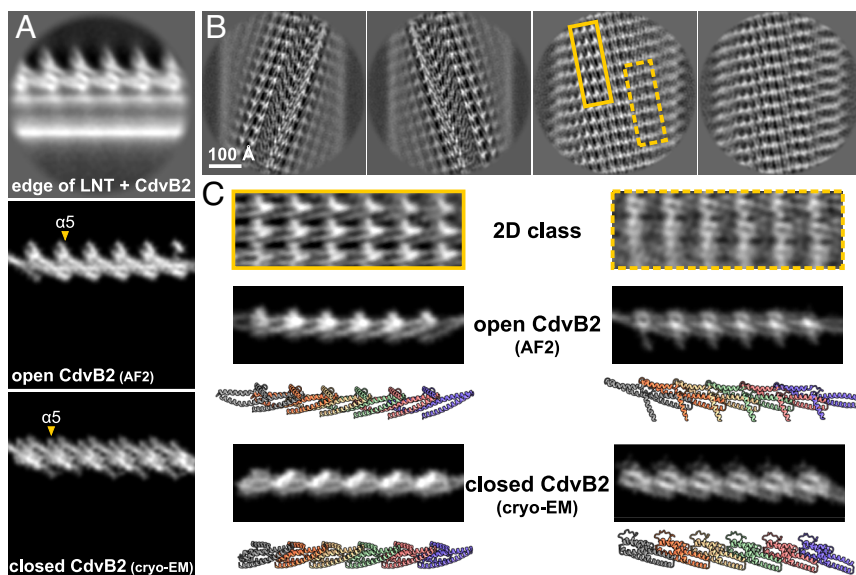 A
edge of LNT + CdvB2
α5
open CdvB2 (AF2)
α5
closed CdvB2 (cryo-EM)
B
100 Å
C
2D class
open CdvB2
(AF2)
closed CdvB2
(cryo-EM)